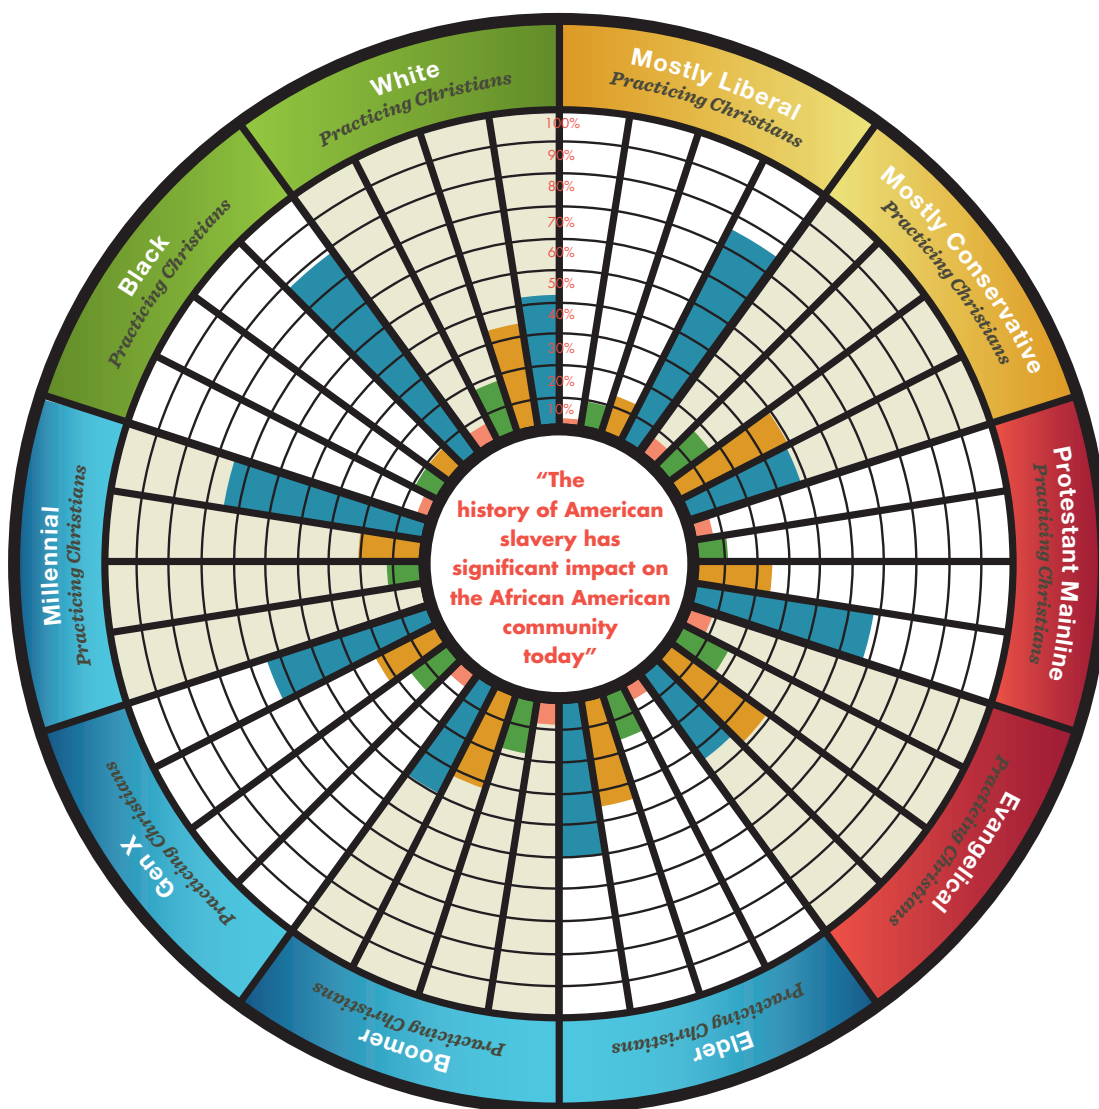 White
Practicing Christians
Mostly Liberal
Practicing Christians
Mostly Conservative
Practicing Christians
Protestant Mainline
Practicing Christians
Evangelical
Practicing Christians
Elder
Practicing Christians
Boomer
Practicing Christians
Gen X
Practicing Christians
Millennial
Practicing Christians
Black
Practicing Christians
100%
90%
80%
70%
60%
50%
40%
30%
20%
10%
“The
history of American
slavery has
significant impact on
the African American
community
today”